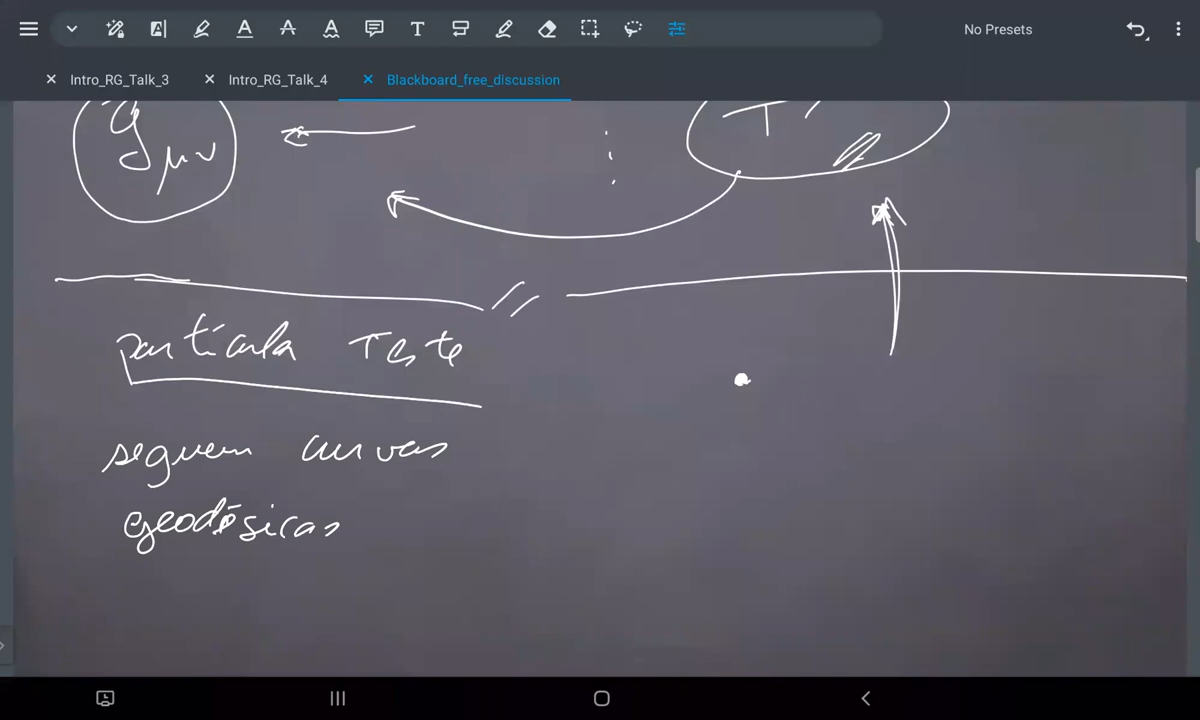 No Presets
Intro_RG_Talk_3
Intro_RG_Talk_4
Blackboard_free_discussion
gμν
T
partícula Teste
seguem curvas
geodésicas